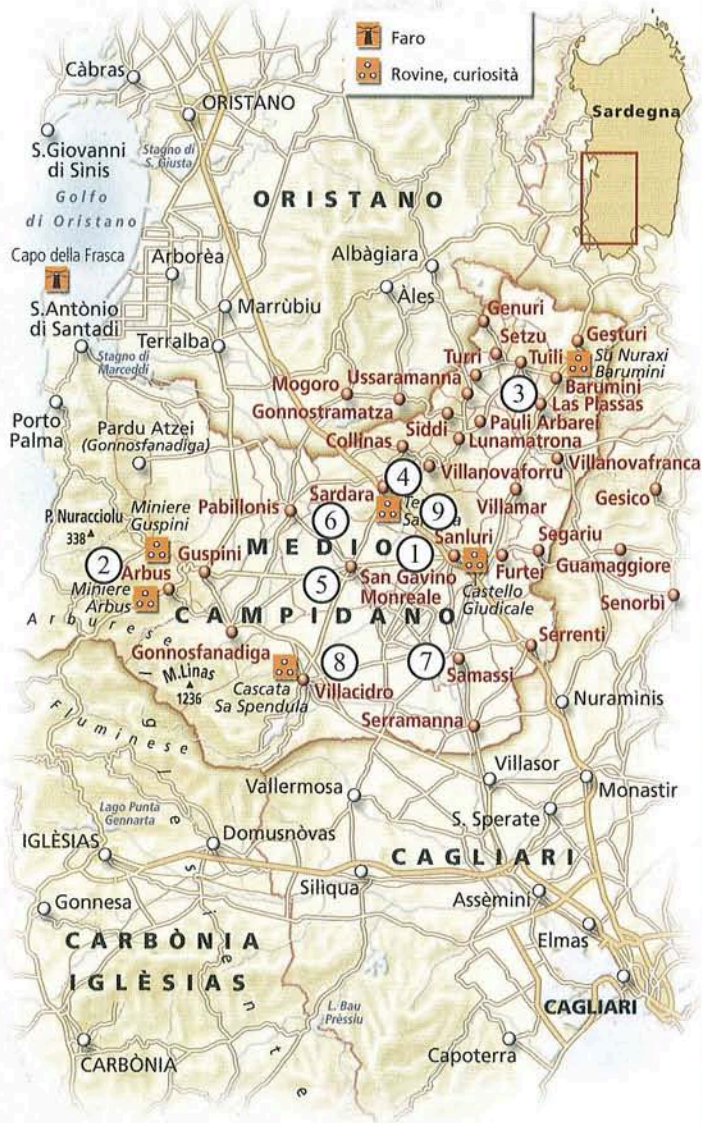 Faro
Rovine, curiosità
Sardegna
Càbras
ORISTANO
S.Giovanni
di Sìnis
Stagno di
S. Giusta
Golfo
di Oristano
ORISTANO
Capo della Frasca
Arborèa
Albàgiara
Àles
S.Antònio
di Santadi
Marrùbiu
Terralba
Stagno di
Marceddi
Genuri
Setzu
Gesturi
Turri
Tuili
Su Nuraxi
Barumini
Mogoro
Ussaramanna
3
Barumini
Las Plassas
Porto
Palma
Gonnostramatza
Siddi
Pauli Arbarei
Pardu Atzei
(Gonnosfanadiga)
Collinas
Lunamatrona
4
Villanovaforru
Villanovafranca
Sardara
Villamar
Gesico
P. Nuracciolu
338
Miniere
Guspini
Pabillonis
6
9
MEDIO
1
Sanluri
Segariu
2
Arbus
Guspini
5
San Gavino
Monreale
Furtei
Guamaggiore
Miniere
Arbus
Castello
Giudicale
Senorbì
Arburese
CAMPIDANO
Gonnosfanadiga
8
7
Serrenti
M.Linas
1236
Cascata
Sa Spendula
Villacidro
Samassi
Nuraminis
Fluminese
Serramanna
Villasor
Vallermosa
Monastir
Lago Punta
Gennarta
S. Sperate
IGLÈSIAS
Domusnòvas
CAGLIARI
Silìqua
Gonnesa
Assèmini
Iglesiente
Elmas
CARBÒNIA
IGLÈSIAS
CAGLIARI
L. Bau
Prèssiu
CARBÒNIA
Capoterra